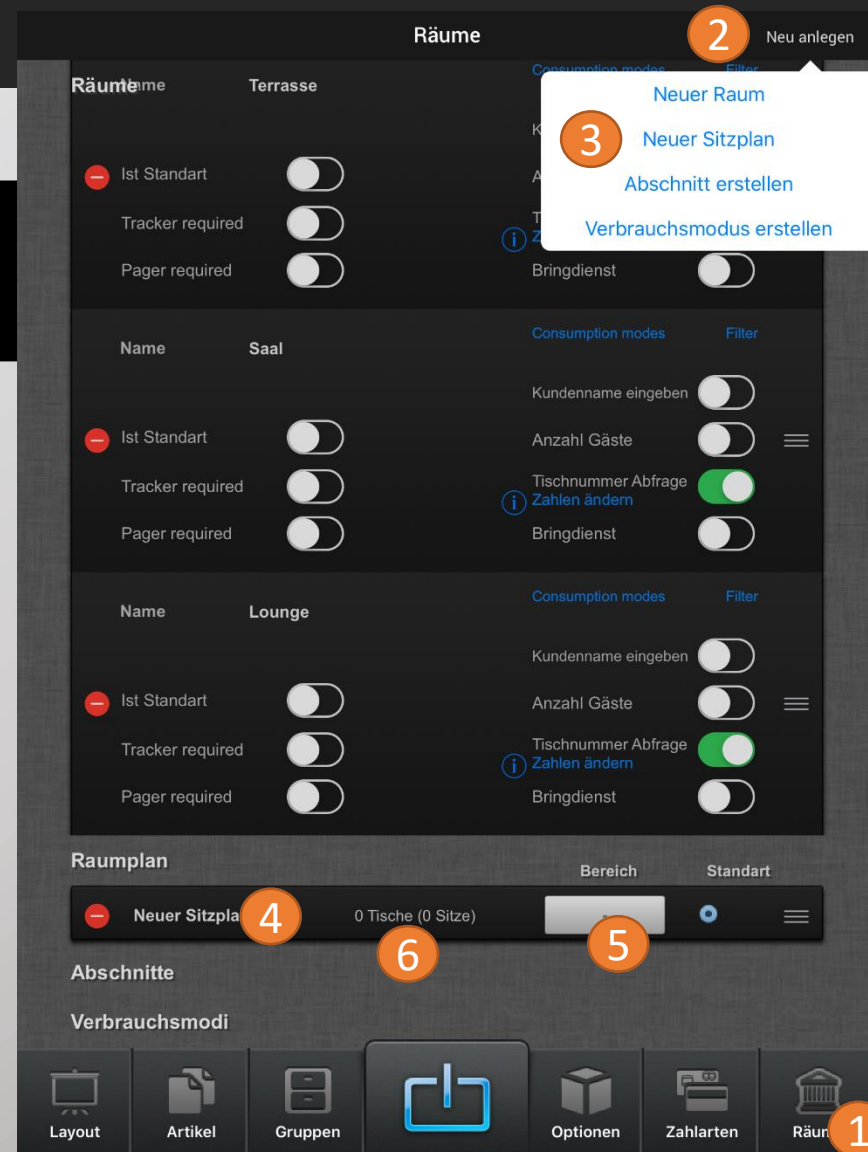 Räume
2
Neu anlegen
Räume
Name Terrasse
Consumption modes Filter
Neuer Raum
3
Neuer Sitzplan
Abschnitt erstellen
Verbrauchsmodus erstellen
Ist Standart
Tracker required
Pager required
Bringdienst
Name Saal
Consumption modes Filter
Kundenname eingeben
Ist Standart
Anzahl Gäste
Tracker required
Tischnummer Abfrage
Zahlen ändern
Pager required
Bringdienst
Name Lounge
Consumption modes Filter
Kundenname eingeben
Ist Standart
Anzahl Gäste
Tracker required
Tischnummer Abfrage
Zahlen ändern
Pager required
Bringdienst
Raumplan
Bereich Standart
Neuer Sitzpla 4 0 Tische (0 Sitze)
5
6
Abschnitte
Verbrauchsmodi
Layout Artikel Gruppen Optionen Zahlarten Räum 1